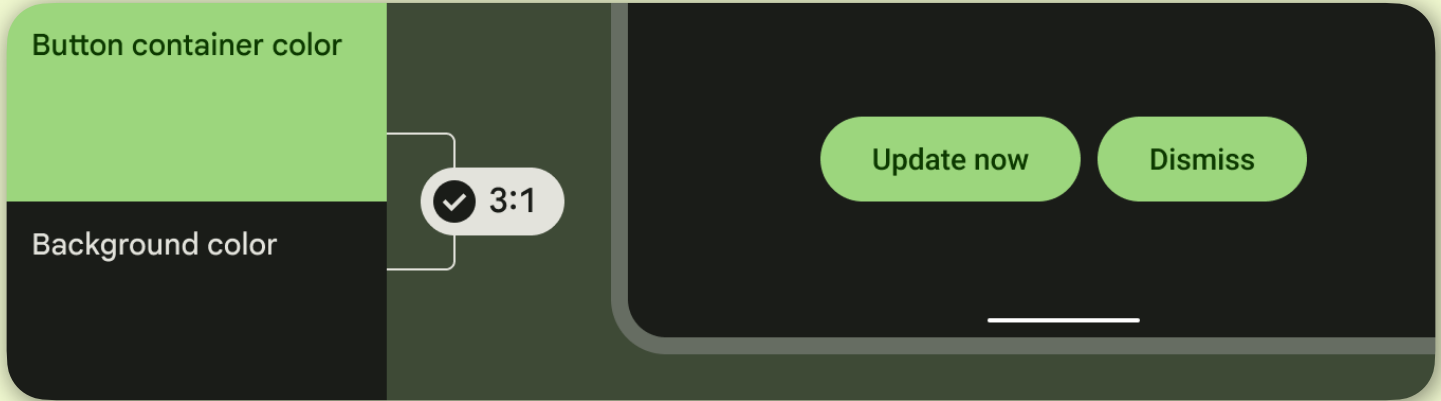 Button container color
3:1
Background color
Update now
Dismiss